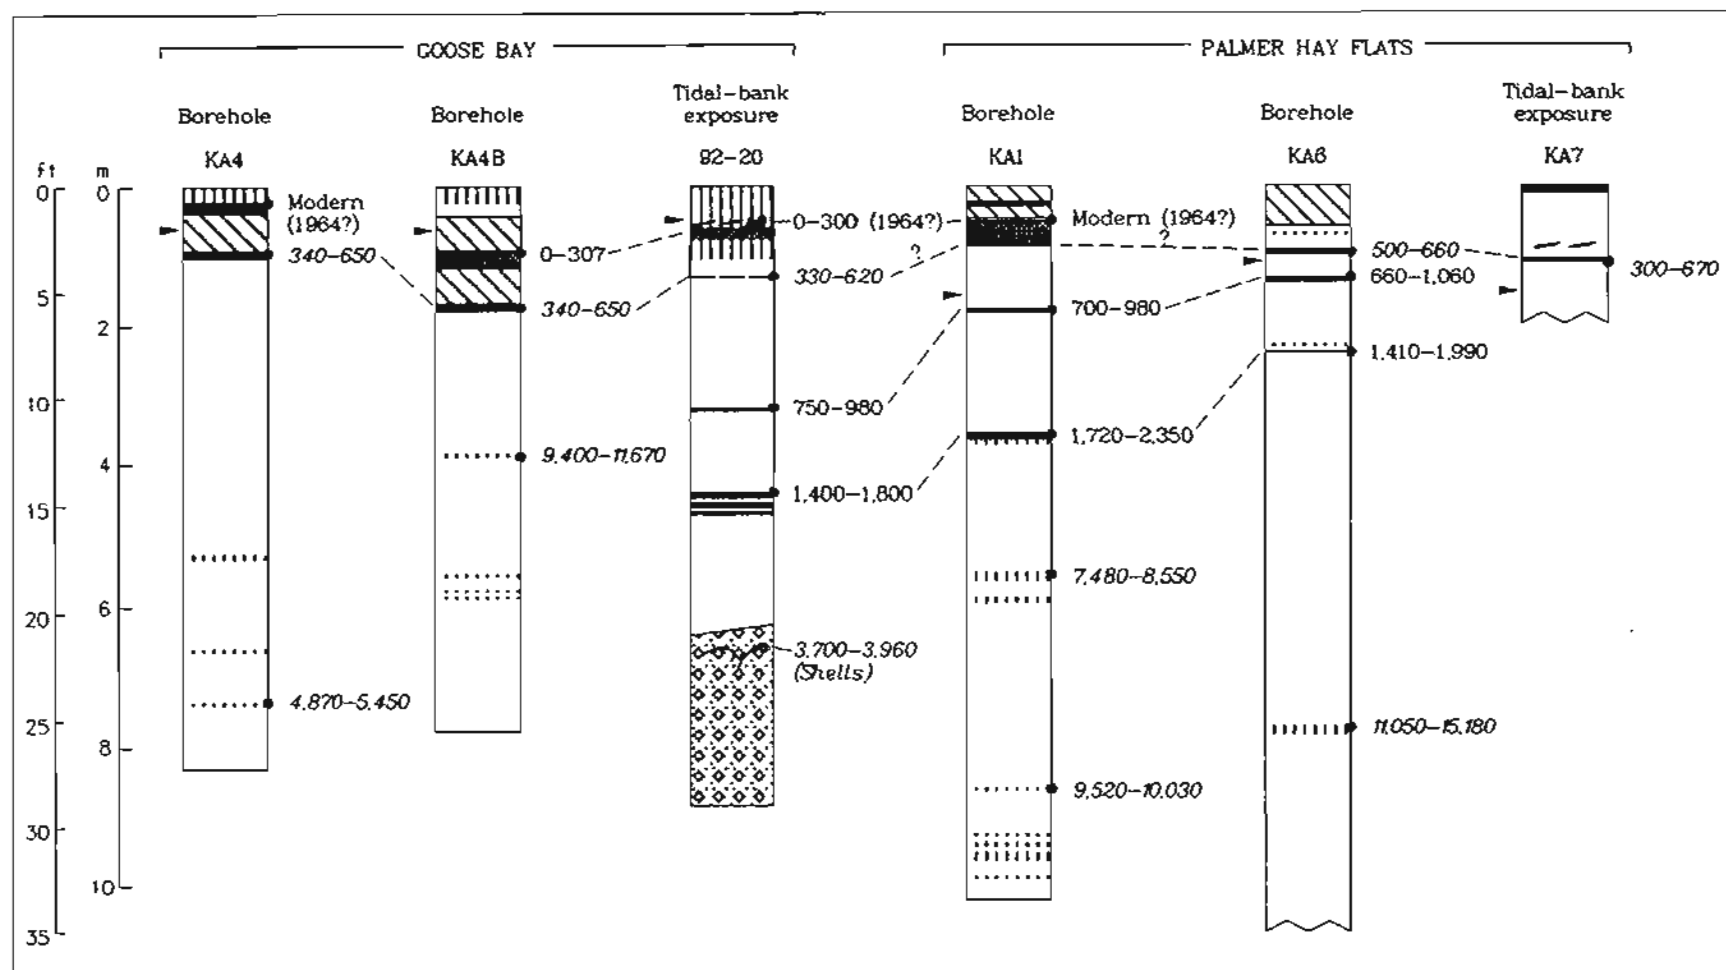 GOOSE BAY
PALMER HAY FLATS
Borehole
KA4
Borehole
KA4B
Tidal-bank
exposure
92-20
Borehole
KA1
Borehole
KA6
Tidal-bank
exposure
KA7
ft
m
0
5
10
15
20
25
30
35
0
2
4
6
8
10
Modern
(1964?)
340-650
4,870-5,450
0-307
340-650
9,400-11,670
0-300 (1964?)
330-620
?
750-980
1,400-1,800
3,700-3,960
(Shells)
Modern (1964?)
?
700-980
1,720-2,350
7,480-8,550
9,520-10,030
500-660
660-1,060
1,410-1,990
11,050-15,180
300-670